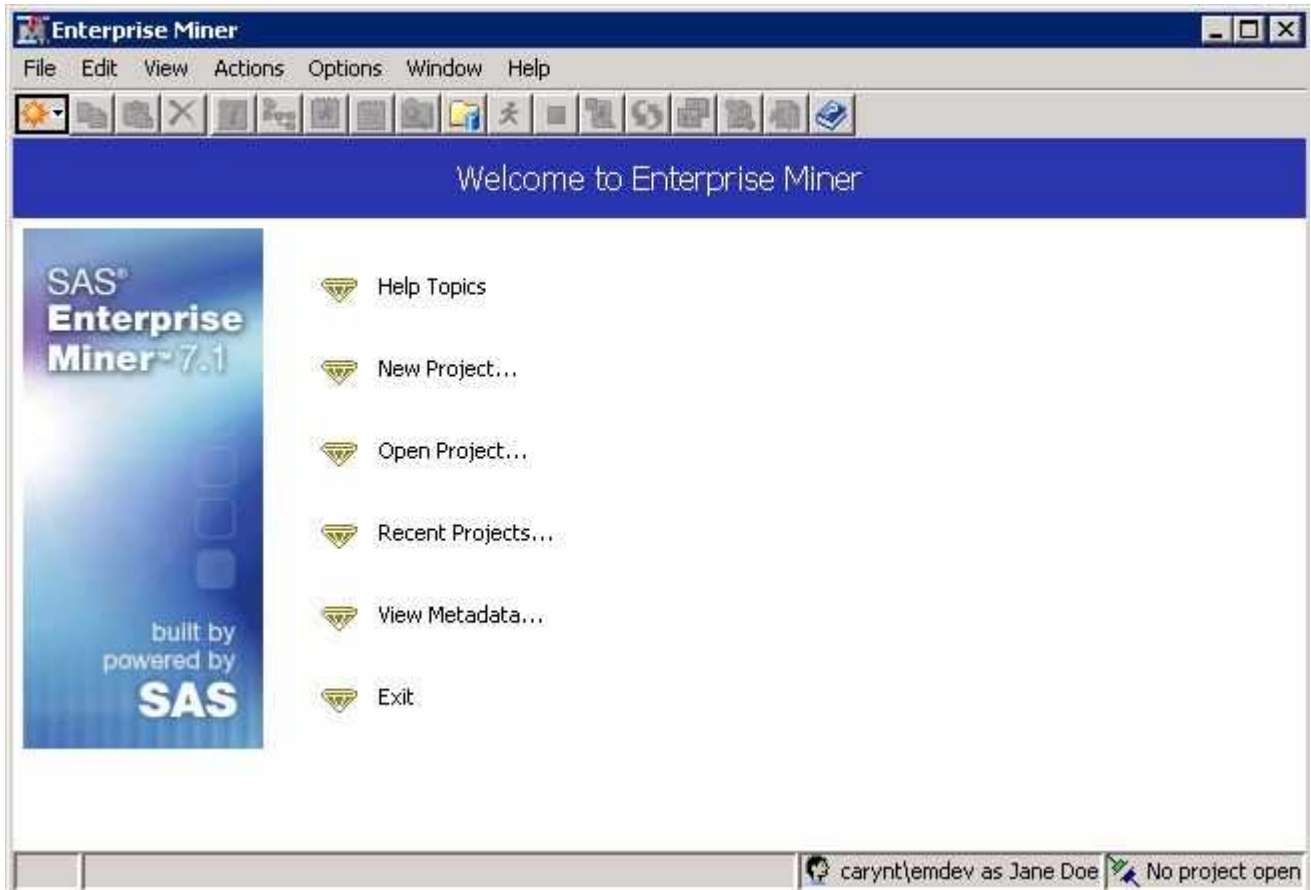 Enterprise Miner
File Edit View Actions Options Window Help
Welcome to Enterprise Miner
SAS®
Enterprise
Miner™ 7.1
Help Topics
New Project...
Open Project...
Recent Projects...
View Metadata...
Exit
built by
powered by
SAS
carynt\emdev as Jane Doe No project open